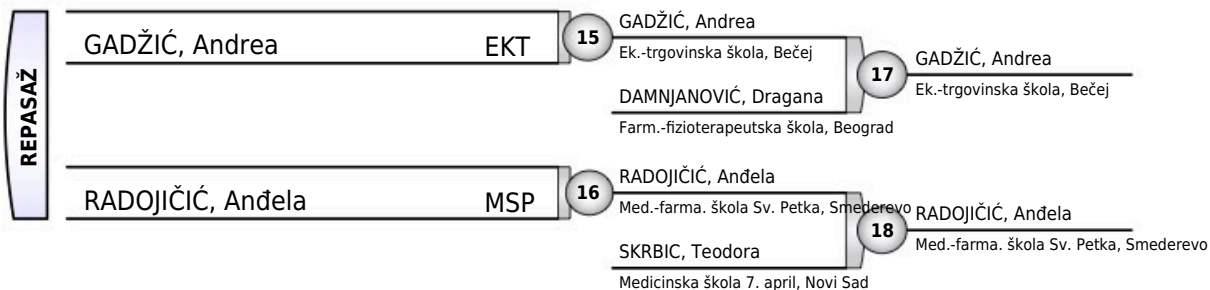 REPASAŽ
GADŽIĆ, Andrea EKT
15
GADŽIĆ, Andrea
Ek.-trgovinska škola, Bečej
DAMNJANOVIĆ, Dragana
Farm.-fizioterapeutska škola, Beograd
17
GADŽIĆ, Andrea
Ek.-trgovinska škola, Bečej
RADOJIČIĆ, Anđela MSP
16
RADOJIČIĆ, Anđela
Med.-farma. škola Sv. Petka, Smederevo
SKRBIC, Teodora
Medicinska škola 7. april, Novi Sad
18
RADOJIČIĆ, Anđela
Med.-farma. škola Sv. Petka, Smederevo